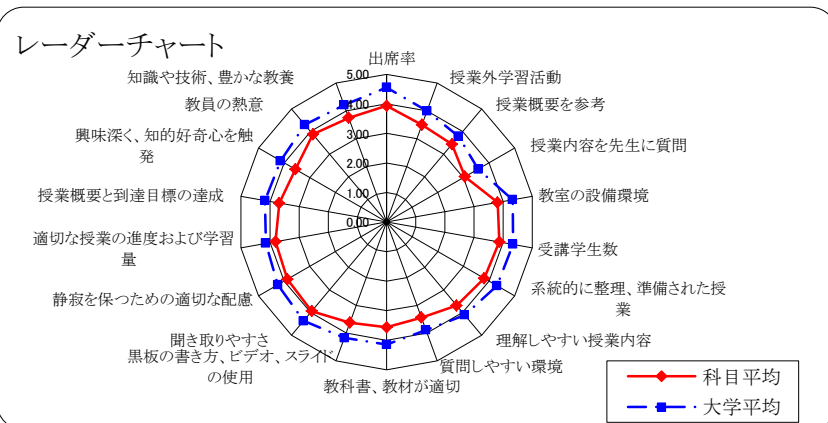 レーダーチャート
出席率
授業外学習活動
授業概要を参考
授業内容を先生に質問
教室の設備環境
受講学生数
系統的に整理、準備された授
業
理解しやすい授業内容
質問しやすい環境
教科書、教材が適切
黒板の書き方、ビデオ、スライド
の使用
聞き取りやすさ
静寂を保つための適切な配慮
適切な授業の進度および学習
量
授業概要と到達目標の達成
興味深く、知的好奇心を触
発
教員の熱意
知識や技術、豊かな教養
5.00
4.00
3.00
2.00
1.00
0.00
科目平均
大学平均